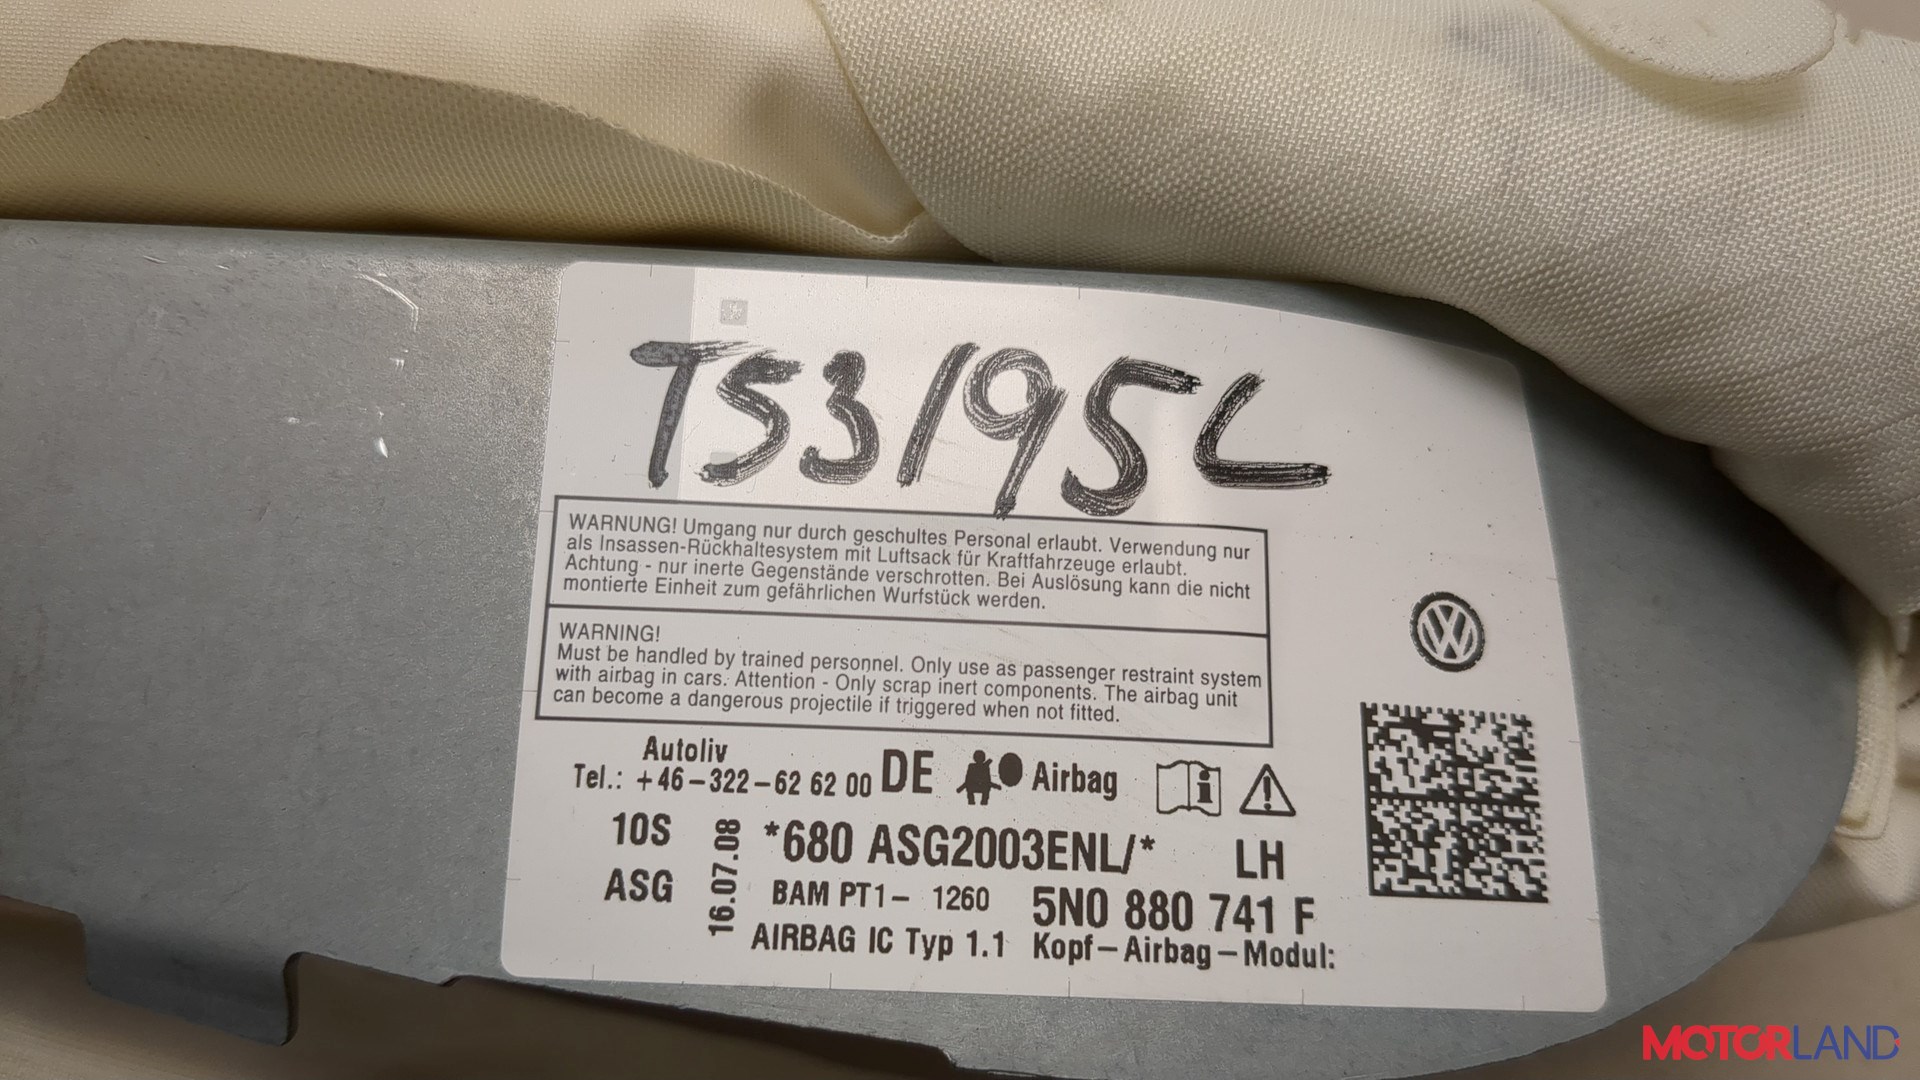 TS3195L
WARNUNG! Umgang nur durch geschultes Personal erlaubt. Verwendung nur
als Insassen-Rückhaltesystem mit Luftsack für Kraftfahrzeuge erlaubt.
Achtung - nur inerte Gegenstände verschrotten. Bei Auslösung kann die nicht
montierte Einheit zum gefährlichen Wurfstück werden.
WARNING!
Must be handled by trained personnel. Only use as passenger restraint system
with airbag in cars. Attention - Only scrap inert components. The airbag unit
can become a dangerous projectile if triggered when not fitted.
Autoliv
Tel.: +46-322-62 62 00 DE Airbag
10S
ASG
16.07.08
*680 ASG2003ENL/* LH
BAM PT1- 1260 5N0 880 741 F
AIRBAG IC Typ 1.1 Kopf-Airbag-Modul:
MOTORLAND